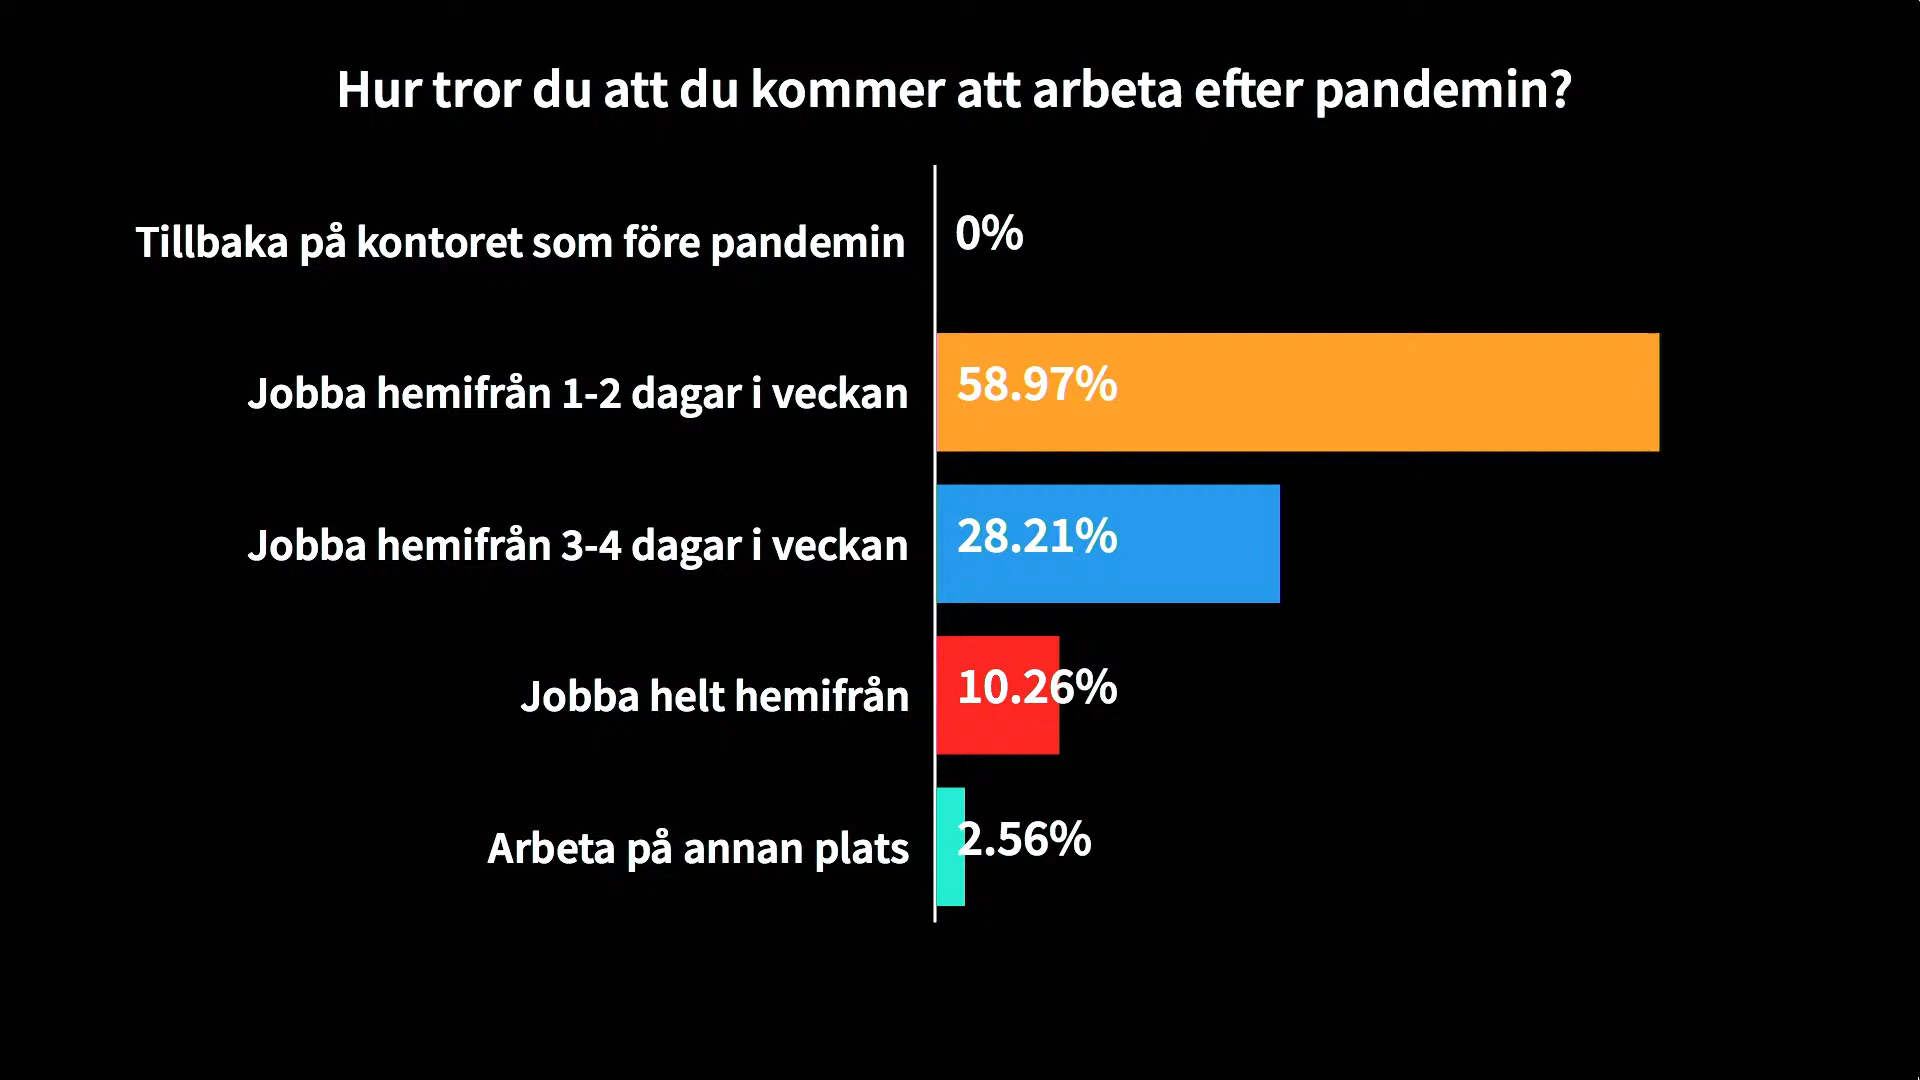 Hur tror du att du kommer att arbeta efter pandemin?
Tillbaka på kontoret som före pandemin 0%
Jobba hemifrån 1-2 dagar i veckan 58.97%
Jobba hemifrån 3-4 dagar i veckan 28.21%
Jobba helt hemifrån 10.26%
Arbeta på annan plats 2.56%